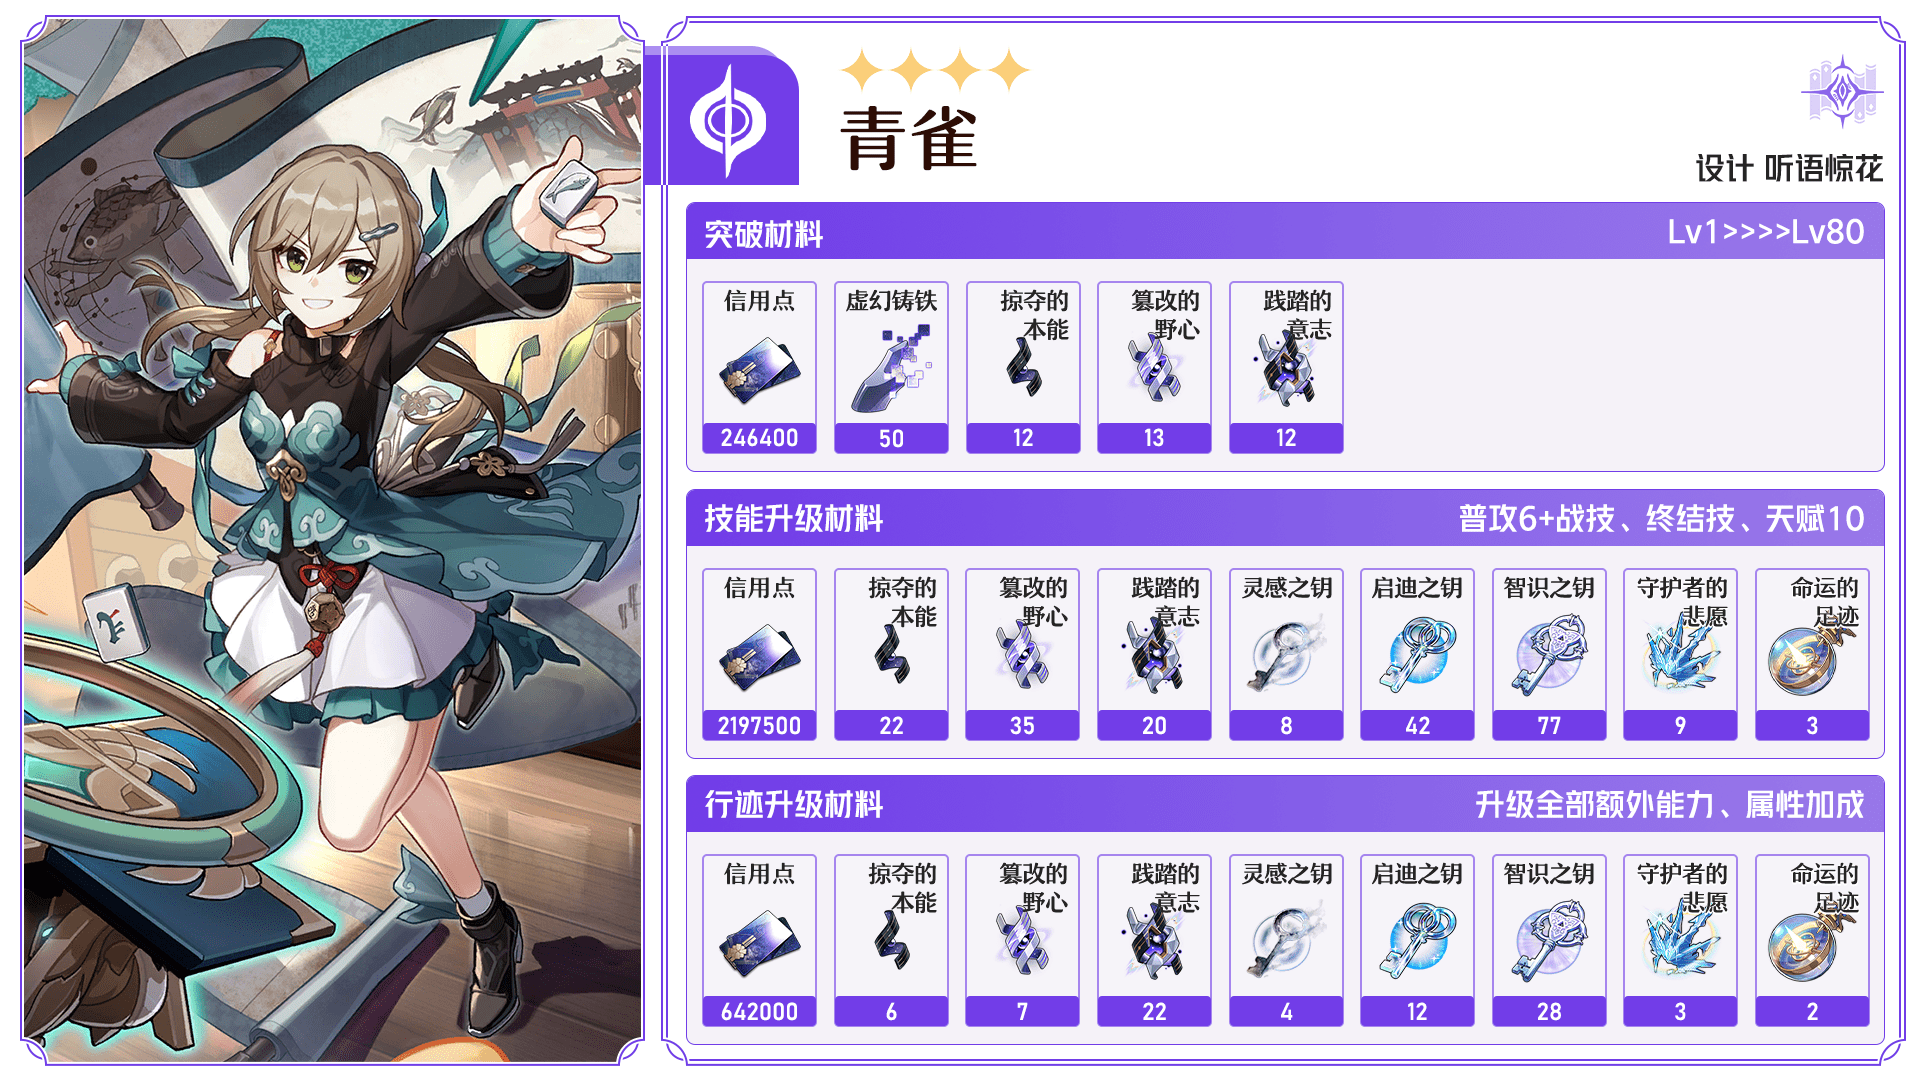 青雀
设计 听语惊花
突破材料
Lv1>>>>Lv80
信用点
虚幻铸铁
掠夺的
本能
篡改的
野心
践踏的
意志
246400
50
12
13
12
技能升级材料
普攻6+战技、终结技、天赋10
信用点
掠夺的
本能
篡改的
野心
践踏的
意志
灵感之钥
启迪之钥
智识之钥
守护者的
悲愿
命运的
足迹
2197500
22
35
20
8
42
77
9
3
行迹升级材料
升级全部额外能力、属性加成
信用点
掠夺的
本能
篡改的
野心
践踏的
意志
灵感之钥
启迪之钥
智识之钥
守护者的
悲愿
命运的
足迹
642000
6
7
22
4
12
28
3
2